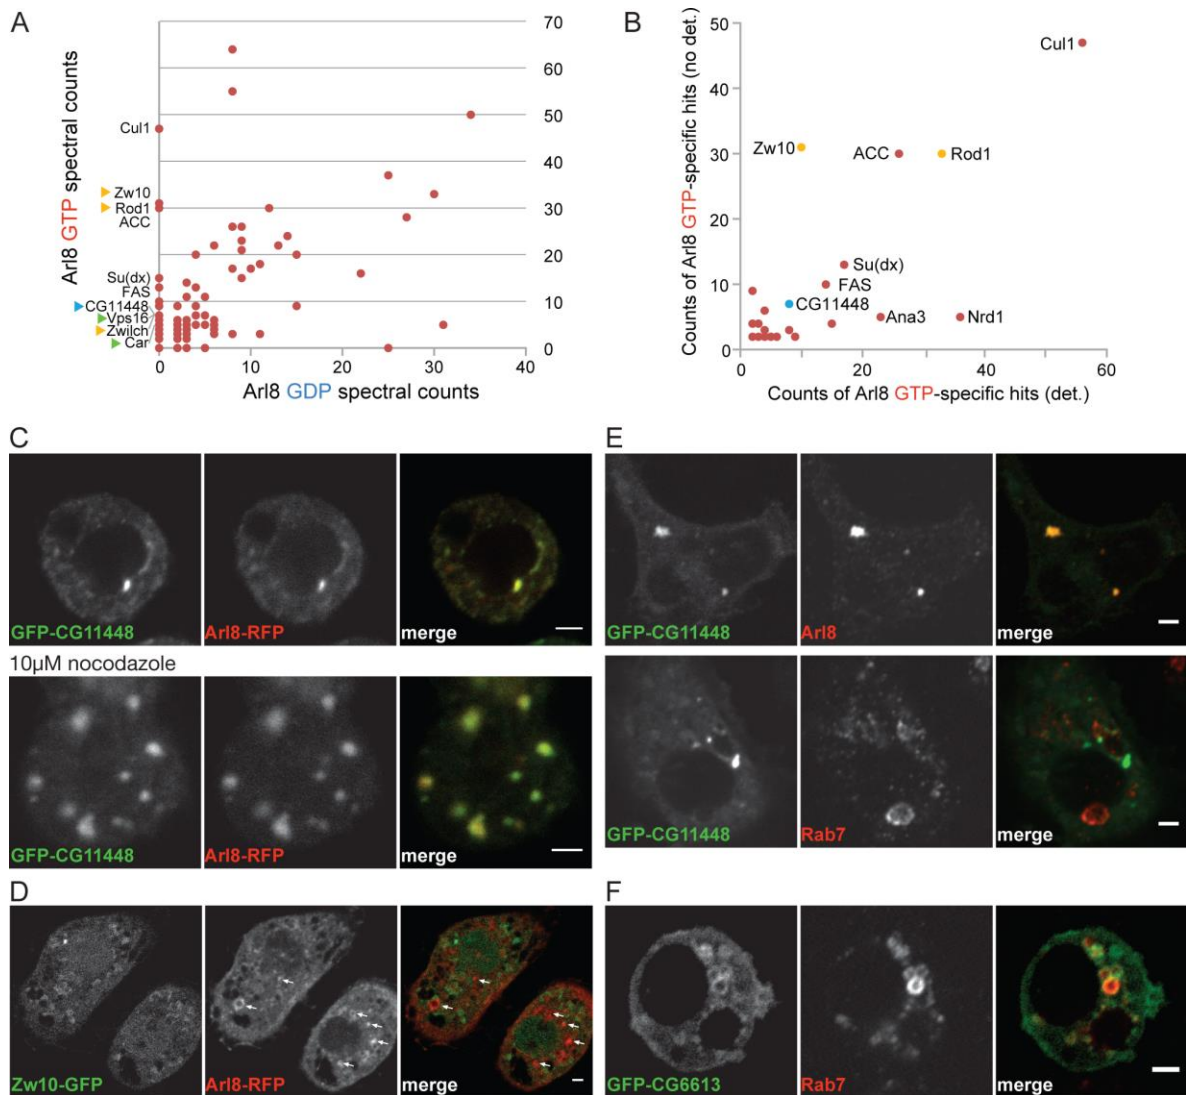 A
Arl8 GTP spectral counts
Cul1
Zw10
Rod1
ACC
Su(dx)
FAS
CG11448
Vps16
Zwilch
Car
70
60
50
40
30
20
10
0
0 10 20 30 40
Arl8 GDP spectral counts
B
Counts of Arl8 GTP-specific hits (no det.)
50
40
30
20
10
0
Cul1
Zw10
ACC
Rod1
Su(dx)
FAS
CG11448
Ana3
Nrd1
0 20 40 60
Counts of Arl8 GTP-specific hits (det.)
C
GFP-CG11448 Arl8-RFP merge
10µM nocodazole
GFP-CG11448 Arl8-RFP merge
D
Zw10-GFP Arl8-RFP merge
E
GFP-CG11448 Arl8 merge
GFP-CG11448 Rab7 merge
F
GFP-CG6613 Rab7 merge